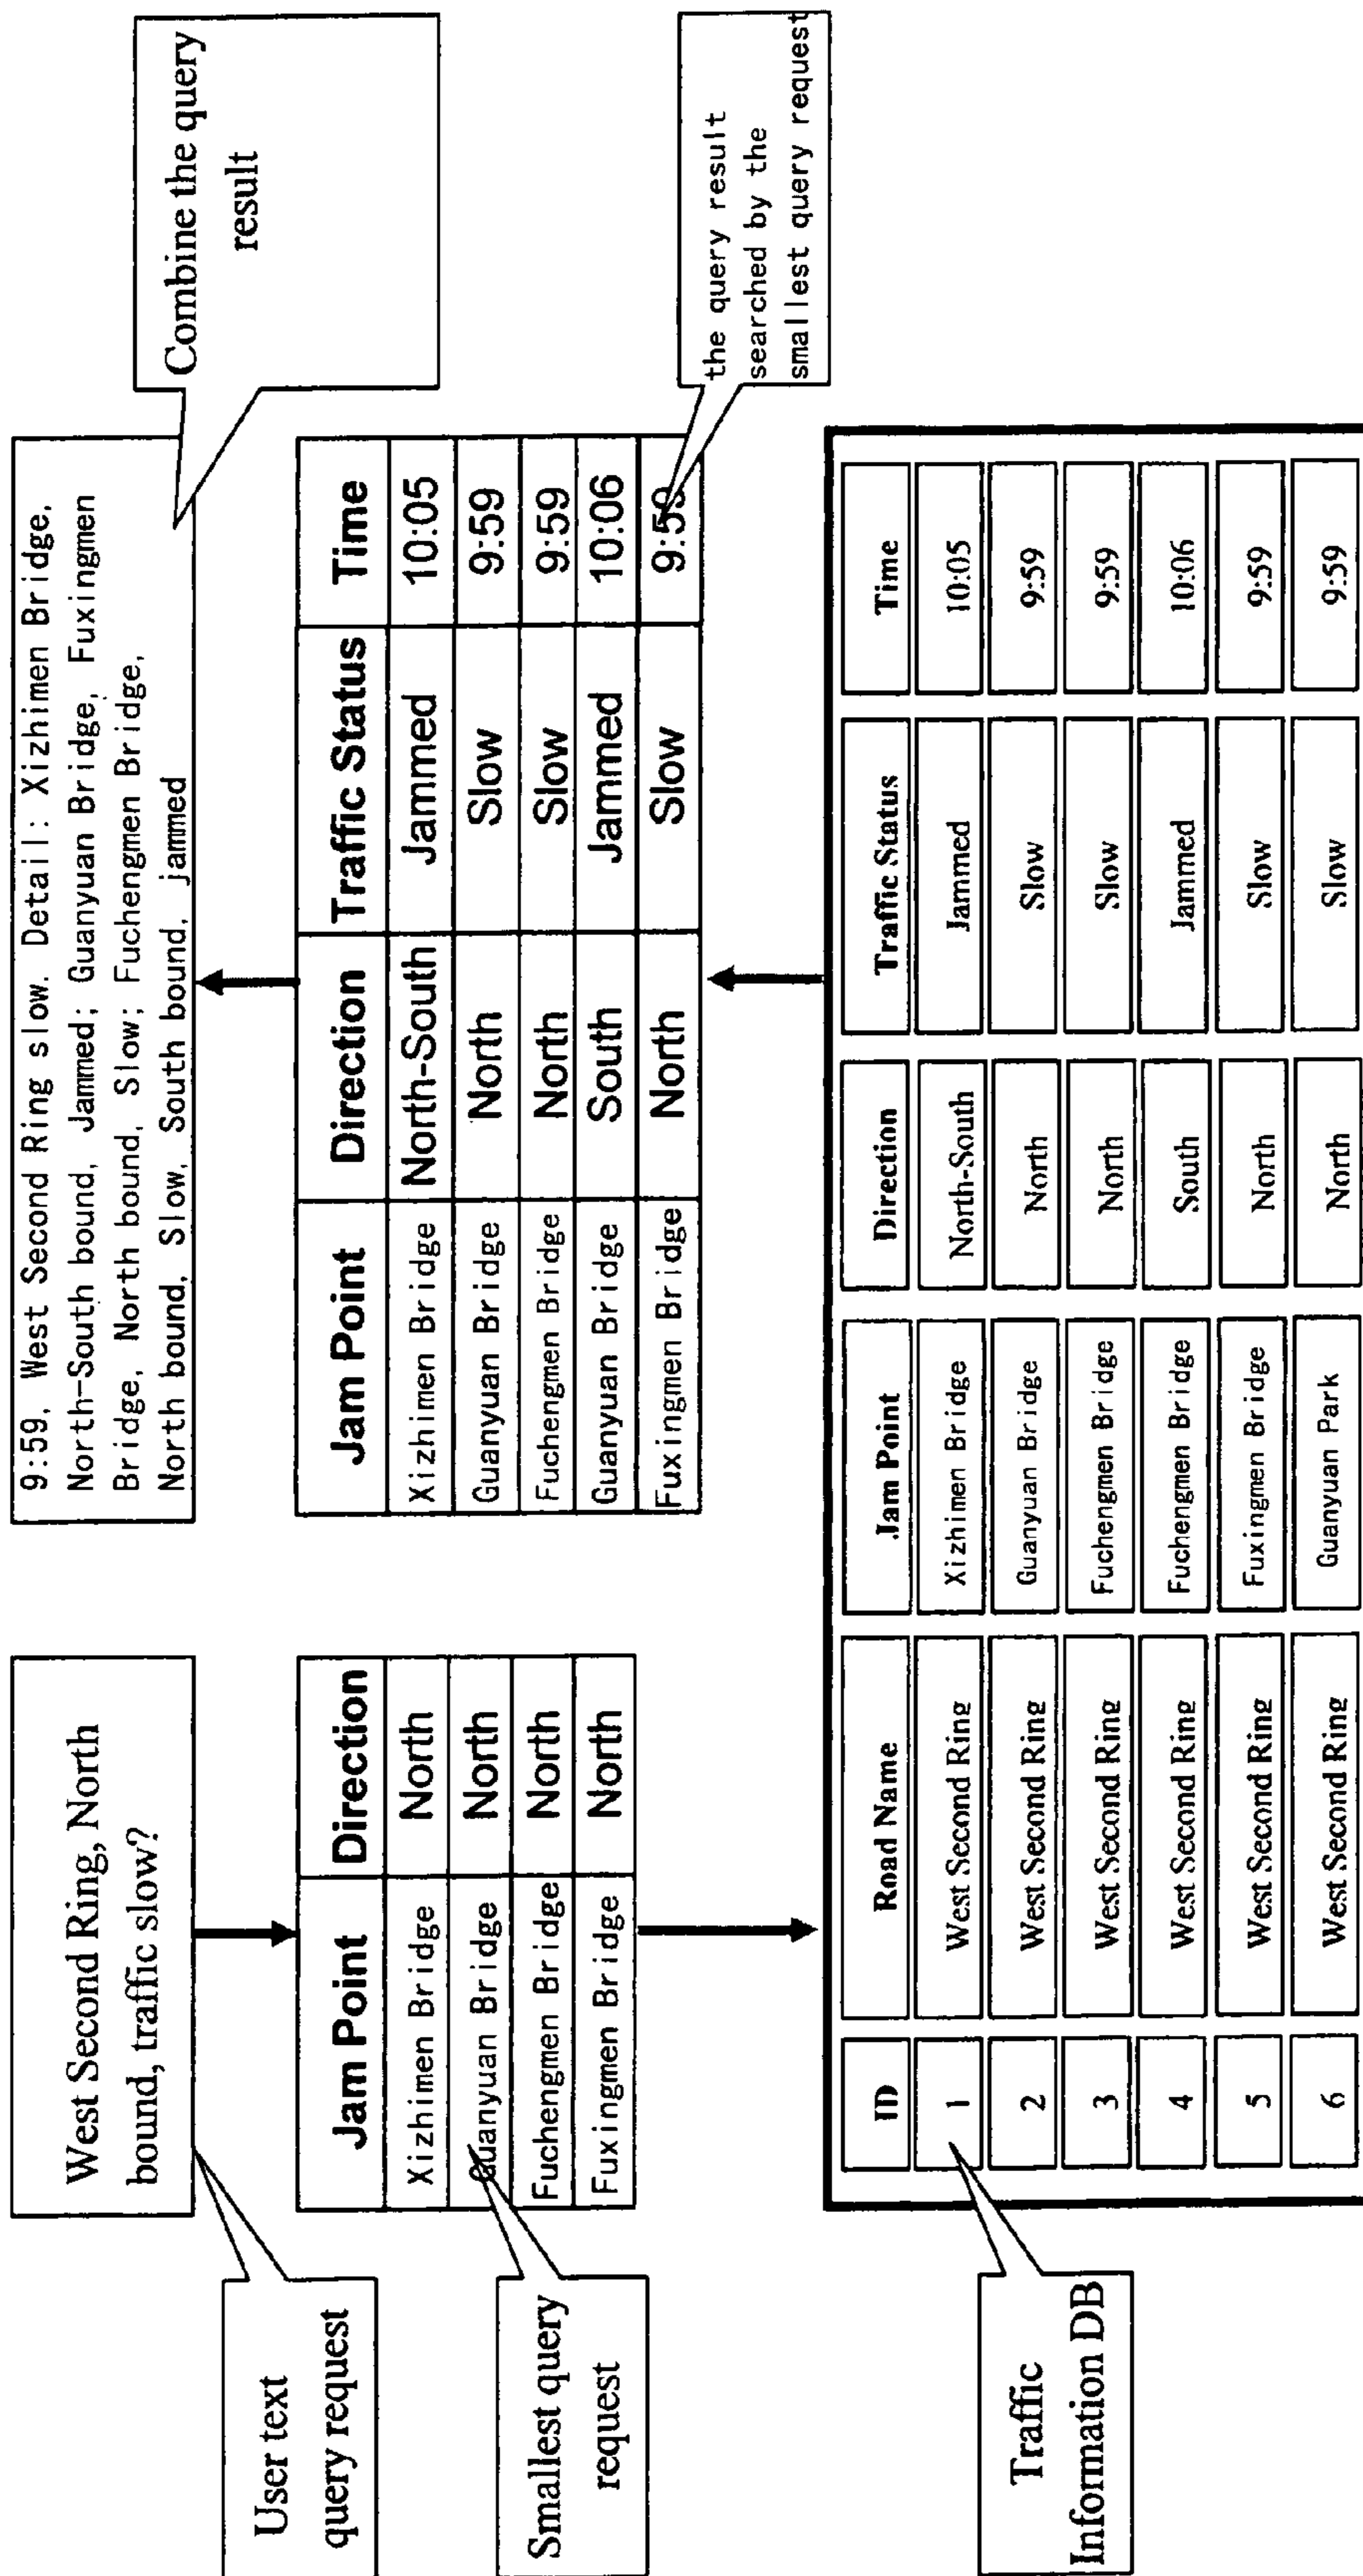 User text
query request
West Second Ring, North
bound, traffic slow?
Smallest query
request
Jam Point Direction
Xizhimen Bridge North
Guanyuan Bridge North
Fuchengmen Bridge North
Fuxingmen Bridge North
9:59, West Second Ring slow. Detail: Xizhimen Bridge,
North-South bound, Jammed; Guanyuan Bridge, Fuxingmen
Bridge, North bound, Slow; Fuchengmen Bridge,
North bound, Slow, South bound, jammed
Combine the query
result
Jam Point Direction Traffic Status Time
Xizhimen Bridge North-South Jammed 10:05
Guanyuan Bridge North Slow 9:59
Fuchengmen Bridge North Slow 9:59
Guanyuan Bridge South Jammed 10:06
Fuxingmen Bridge North Slow 9:59
the query result
searched by the
smallest query request
Traffic
Information DB
ID Road Name Jam Point Direction Traffic Status Time
1 West Second Ring Xizhimen Bridge North-South Jammed 10:05
2 West Second Ring Guanyuan Bridge North Slow 9:59
3 West Second Ring Fuchengmen Bridge North Slow 9:59
4 West Second Ring Fuchengmen Bridge South Jammed 10:06
5 West Second Ring Fuxingmen Bridge North Slow 9:59
6 West Second Ring Guanyuan Park North Slow 9:59